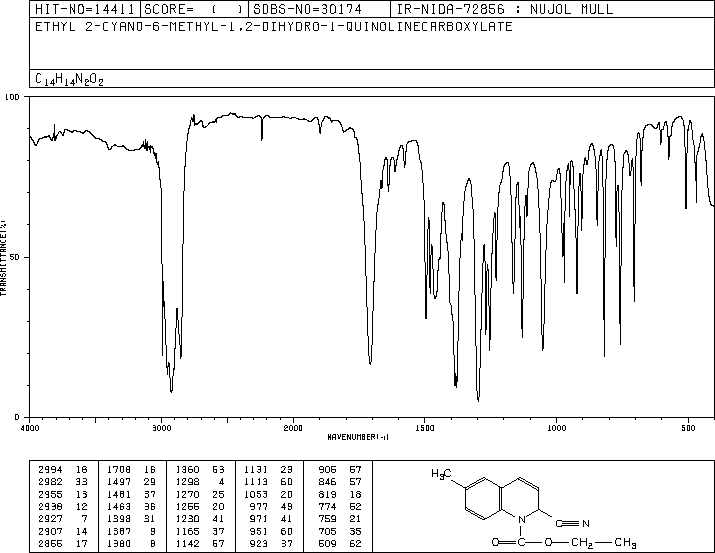 HIT-NO=14411 SCORE= ( ) SDBS-NO=30174 IR-NIDA-72856 : NUJOL MULL
ETHYL 2-CYANO-6-METHYL-1,2-DIHYDRO-1-QUINOLINECARBOXYLATE
C14H14N2O2
100
50
0
TRANSMITTANCE(%)
4000 3000 2000 1500 1000 500
WAVENUMBER(-1)
2994 18 1708 16 1360 53 1131 23 906 57
2982 33 1497 29 1298 4 1113 60 846 57
2955 13 1481 37 1270 25 1053 20 819 18
2938 12 1463 36 1255 20 977 49 774 52
2927 7 1398 31 1230 41 971 41 759 21
2907 14 1387 9 1165 37 951 60 705 35
2855 17 1380 8 1142 57 923 37 509 62
H3C
N
C≡N
O=C-O-CH2-CH3